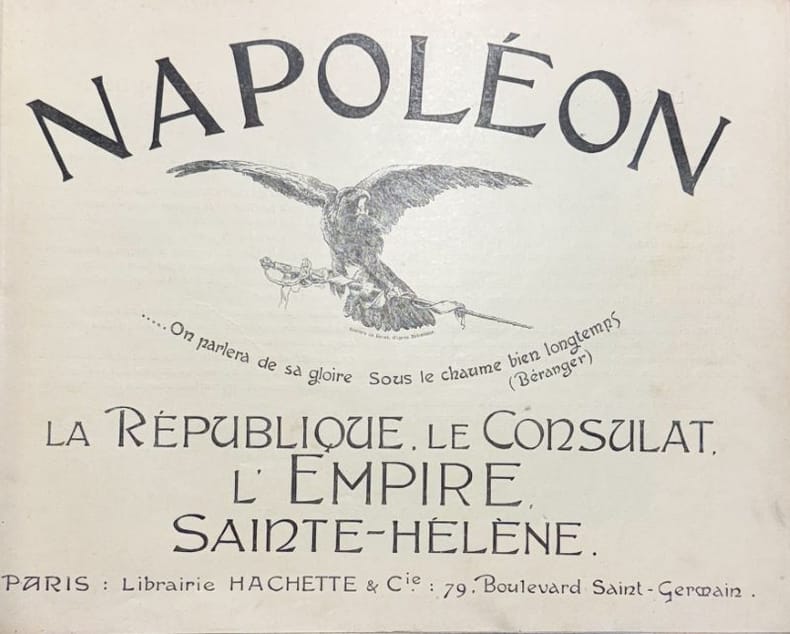 NAPOLÉON
..... On parlera de sa gloire Sous le chaume bien longtemps
(Béranger)
LA RÉPUBLIQUE, LE CONSULAT,
L'EMPIRE,
SAINTE-HÉLÈNE.
PARIS : Librairie HACHETTE & Cie : 79, Boulevard Saint-Germain.